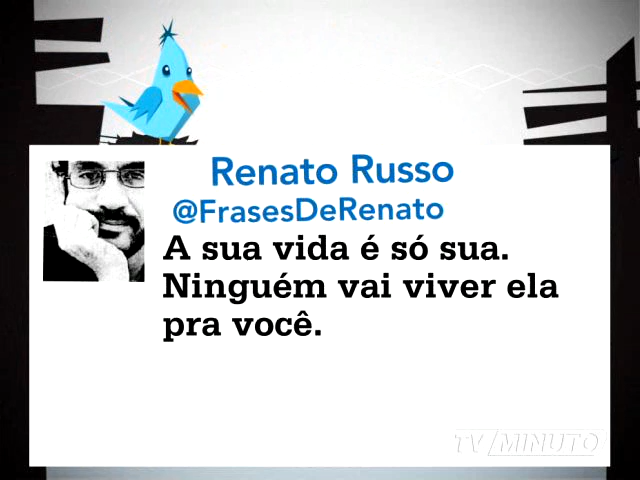 Renato Russo
@FrasesDeRenato
A sua vida é só sua.
Ninguém vai viver ela
pra você.
TV MINUTO